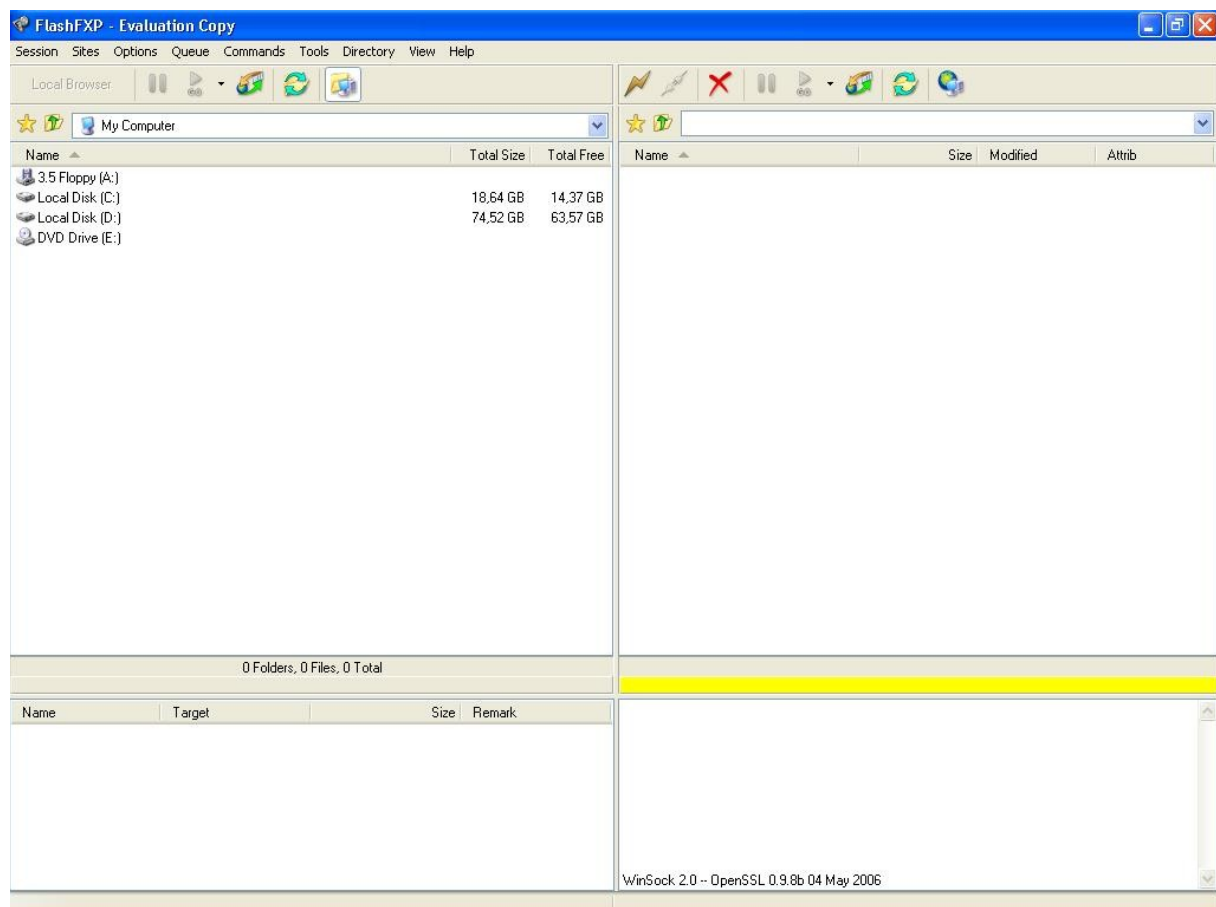 FlashFXP - Evaluation Copy
Session Sites Options Queue Commands Tools Directory View Help
Local Browser
My Computer
Name Total Size Total Free
3.5 Floppy (A:)
Local Disk (C:) 18,64 GB 14,37 GB
Local Disk (D:) 74,52 GB 63,57 GB
DVD Drive (E:)
0 Folders, 0 Files, 0 Total
Name Size Modified Attrib
Name Target Size Remark
WinSock 2.0 -- OpenSSL 0.9.8b 04 May 2006